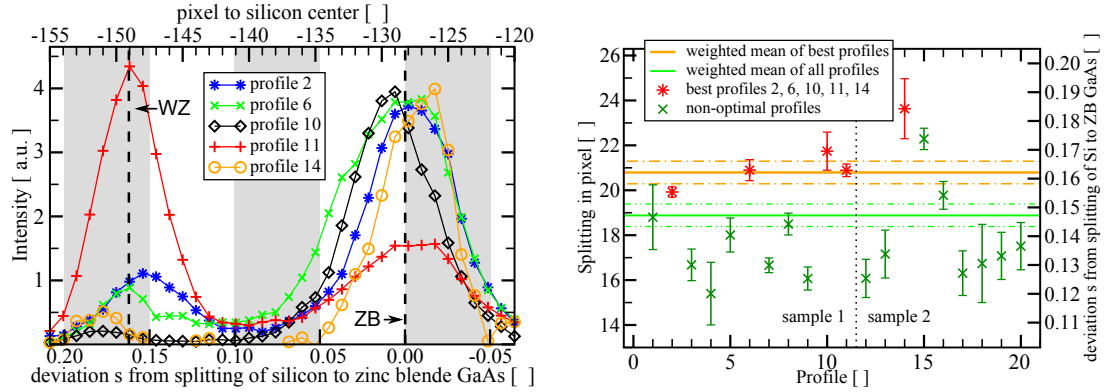 pixel to silicon center [ ]
-155 -150 -145 -140 -135 -130 -125 -120
Intensity [ a.u. ]
4
3
2
1
WZ
profile 2
profile 6
profile 10
profile 11
profile 14
ZB
0.20 0.15 0.10 0.05 0.00 -0.05
deviation s from splitting of silicon to zinc blende GaAs [ ]
weighted mean of best profiles
weighted mean of all profiles
best profiles 2, 6, 10, 11, 14
non-optimal profiles
Splitting in pixel [ ]
26
24
22
20
18
16
14
0.20
0.19
0.18
0.17
0.16
0.15
0.14
0.13
0.12
0.11
deviation s from splitting of Si to ZB GaAs [ ]
sample 1
sample 2
0 5 10 15 20
Profile [ ]